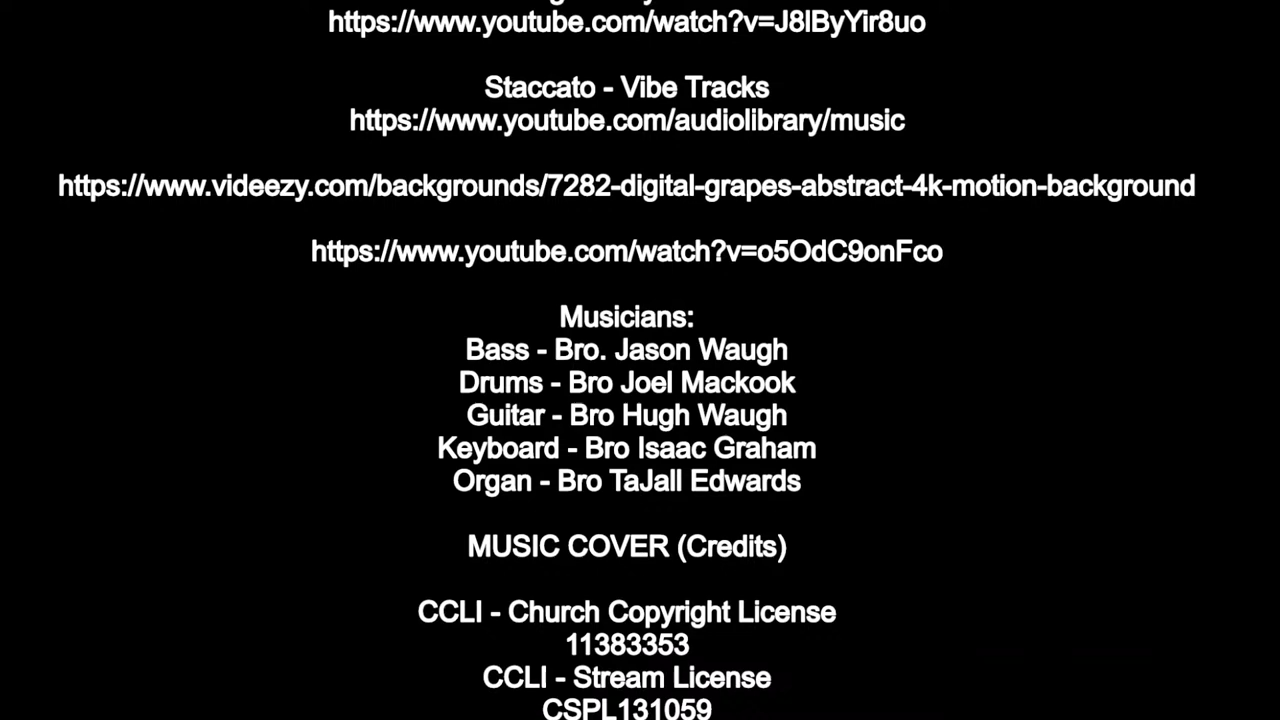 https://www.youtube.com/watch?v=J8lByYir8uo
Staccato - Vibe Tracks
https://www.youtube.com/audiolibrary/music
https://www.videezy.com/backgrounds/7282-digital-grapes-abstract-4k-motion-background
https://www.youtube.com/watch?v=o5OdC9onFco
Musicians:
Bass - Bro. Jason Waugh
Drums - Bro Joel Mackook
Guitar - Bro Hugh Waugh
Keyboard - Bro Isaac Graham
Organ - Bro TaJall Edwards
MUSIC COVER (Credits)
CCLI - Church Copyright License
11383353
CCLI - Stream License
CSPL131059